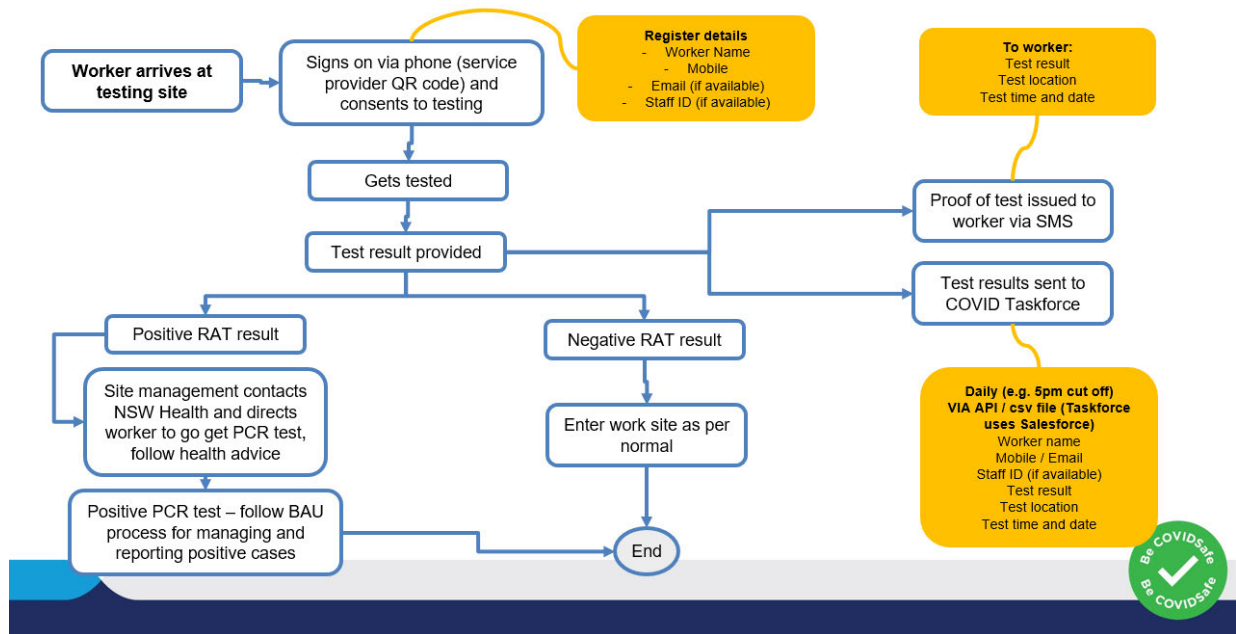 Worker arrives at
testing site
Signs on via phone (service
provider QR code) and
consents to testing
Register details
- Worker Name
- Mobile
- Email (if available)
- Staff ID (if available)
To worker:
Test result
Test location
Test time and date
Gets tested
Test result provided
Proof of test issued to
worker via SMS
Test results sent to
COVID Taskforce
Positive RAT result
Negative RAT result
Site management contacts
NSW Health and directs
worker to go get PCR test,
follow health advice
Enter work site as per
normal
Daily (e.g. 5pm cut off)
VIA API / csv file (Taskforce
uses Salesforce)
Worker name
Mobile / Email
Staff ID (if available)
Test result
Test location
Test time and date
Positive PCR test – follow BAU
process for managing and
reporting positive cases
End
Be COVIDSafe
Be COVIDSafe